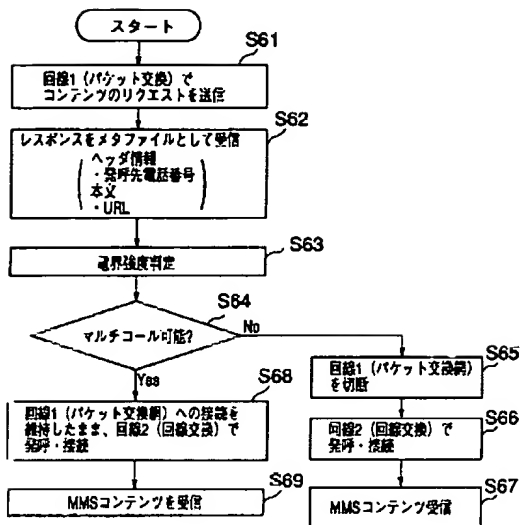 スタート
S61
回線1（パケット交換）で
コンテンツのリクエストを送信
S62
レスポンスをメタファイルとして受信
ヘッダ情報
・発呼先電話番号
本文
・URL
S63
電界強度判定
S64
マルチコール可能?
No
Yes
S65
回線1（パケット交換網）
を切断
S68
回線1（パケット交換網）への接続を
維持したまま、回線2（回線交換）で
発呼・接続
S66
回線2（回線交換）で
発呼・接続
S69
MMSコンテンツを受信
S67
MMSコンテンツ受信